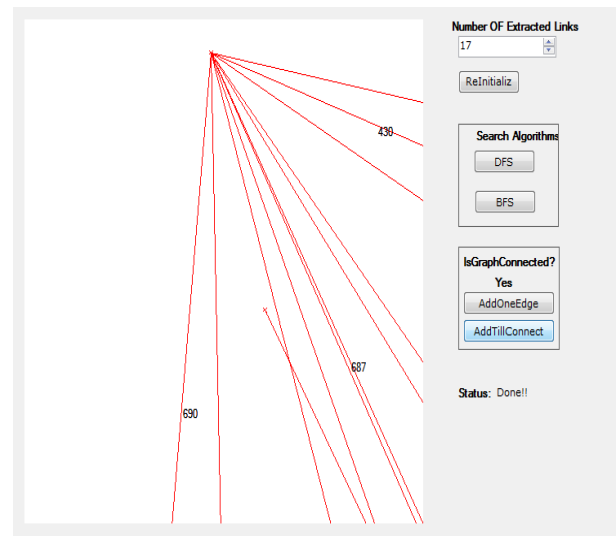 Number OF Extracted Links
17
ReInitializ
430
Search Algorithms
DFS
BFS
IsGraphConnected?
Yes
AddOneEdge
AddTillConnect
687
Status: Done!!
690